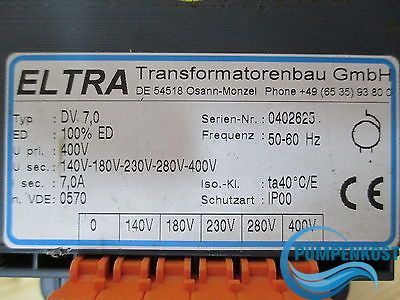 ELTRA Transformatorenbau GmbH
DE 54518 Osann-Monzel Phone +49 (65 35) 93 80 0
Typ : DV 7,0 Serien-Nr. : 0402625
ED : 100% ED Frequenz : 50-60 Hz
U pri. : 400V
U sec. : 140V-180V-230V-280V-400V
I sec. : 7,0A Iso.-Kl. : ta40°C/E
n. VDE: 0570 Schutzart : IP00
CE
0 140V 180V 230V 280V 400V
PUMPENKOST